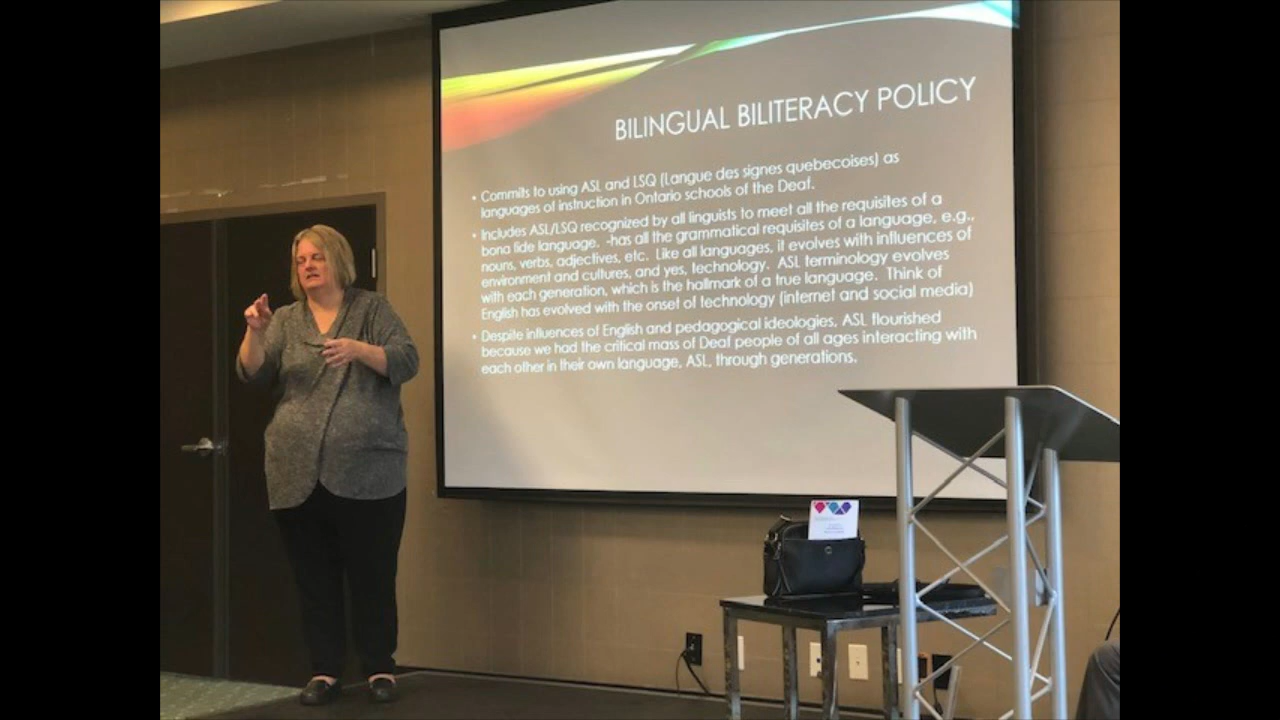 BILINGUAL BILITERACY POLICY
• Commits to using ASL and LSQ (Langue des signes quebecoises) as
languages of instruction in Ontario schools of the Deaf.
• Includes ASL/LSQ recognized by all linguists to meet all the requisites of a
bona fide language. -has all the grammatical requisites of a language, e.g.,
nouns, verbs, adjectives, etc. Like all languages, it evolves with influences of
environment and cultures, and yes, technology. ASL terminology evolves
with each generation, which is the hallmark of a true language. Think of
English has evolved with the onset of technology (internet and social media)
• Despite influences of English and pedagogical ideologies, ASL flourished
because we had the critical mass of Deaf people of all ages interacting with
each other in their own language, ASL, through generations.